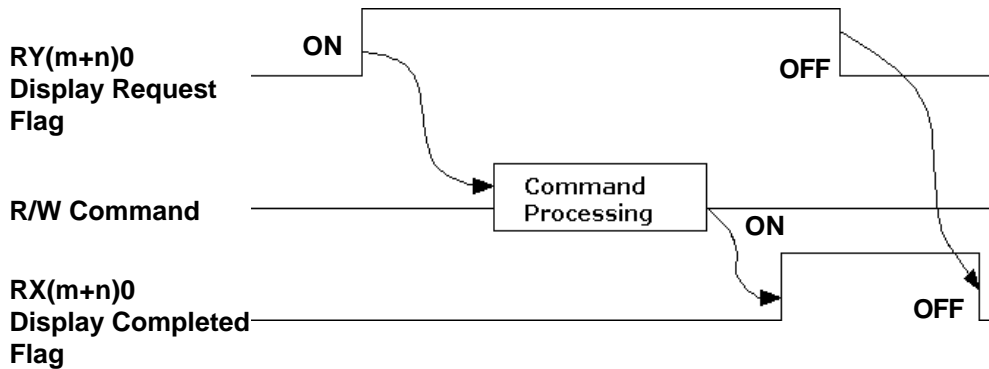 RY(m+n)0
Display Request
Flag
ON
OFF
R/W Command
Command
Processing
ON
RX(m+n)0
Display Completed
Flag
OFF